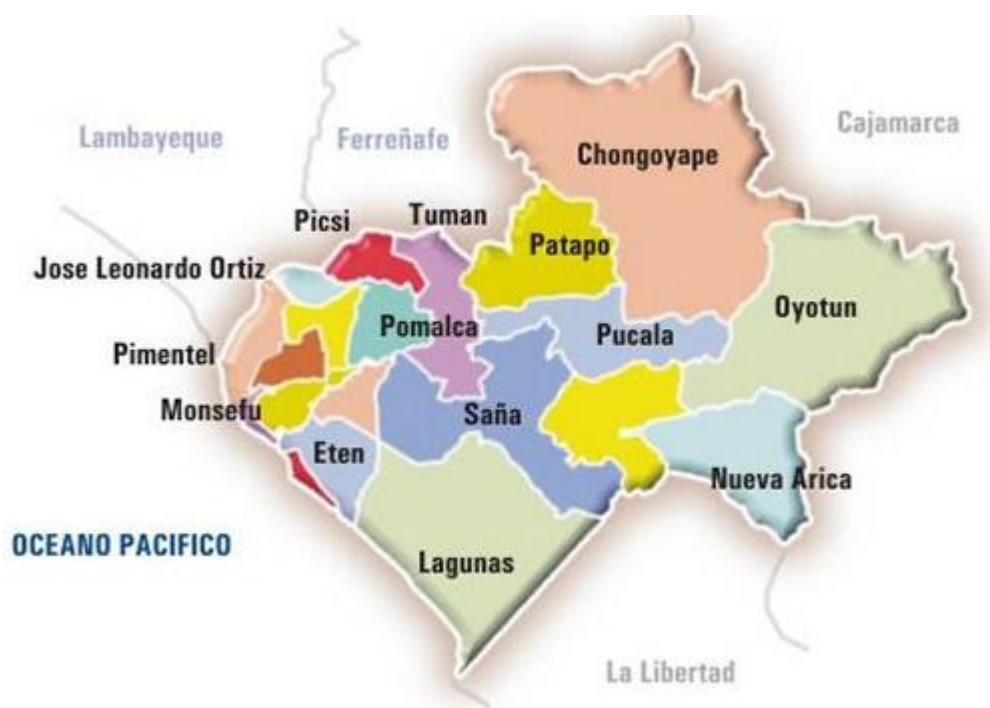 Cajamarca
Lambayeque
Ferreñafe
Chongoyape
Picsi
Tuman
Patapo
Jose Leonardo Ortiz
Oyotun
Pomalca
Pucala
Pimentel
Monsefu
Saña
Eten
Nueva Arica
OCEANO PACIFICO
Lagunas
La Libertad